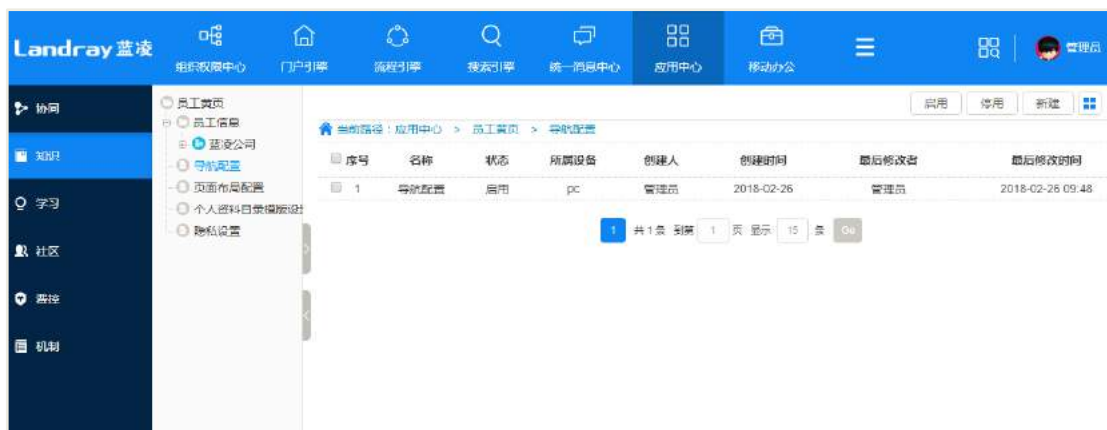 Landray 蓝凌
组织权限中心
门户引擎
流程引擎
搜索引擎
统一消息中心
应用中心
移动办公
管理员
协同
知识
学习
社区
费控
机制
员工黄页
员工信息
蓝凌公司
导航配置
页面布局配置
个人资料目录模版设
隐私设置
启用 停用 新建
当前路径：应用中心 > 员工黄页 > 导航配置
序号 名称 状态 所属设备 创建人 创建时间 最后修改者 最后修改时间
1 导航配置 启用 pc 管理员 2018-02-26 管理员 2018-02-26 09:48
1 共1条 到第 1 页 显示 15 条 Go